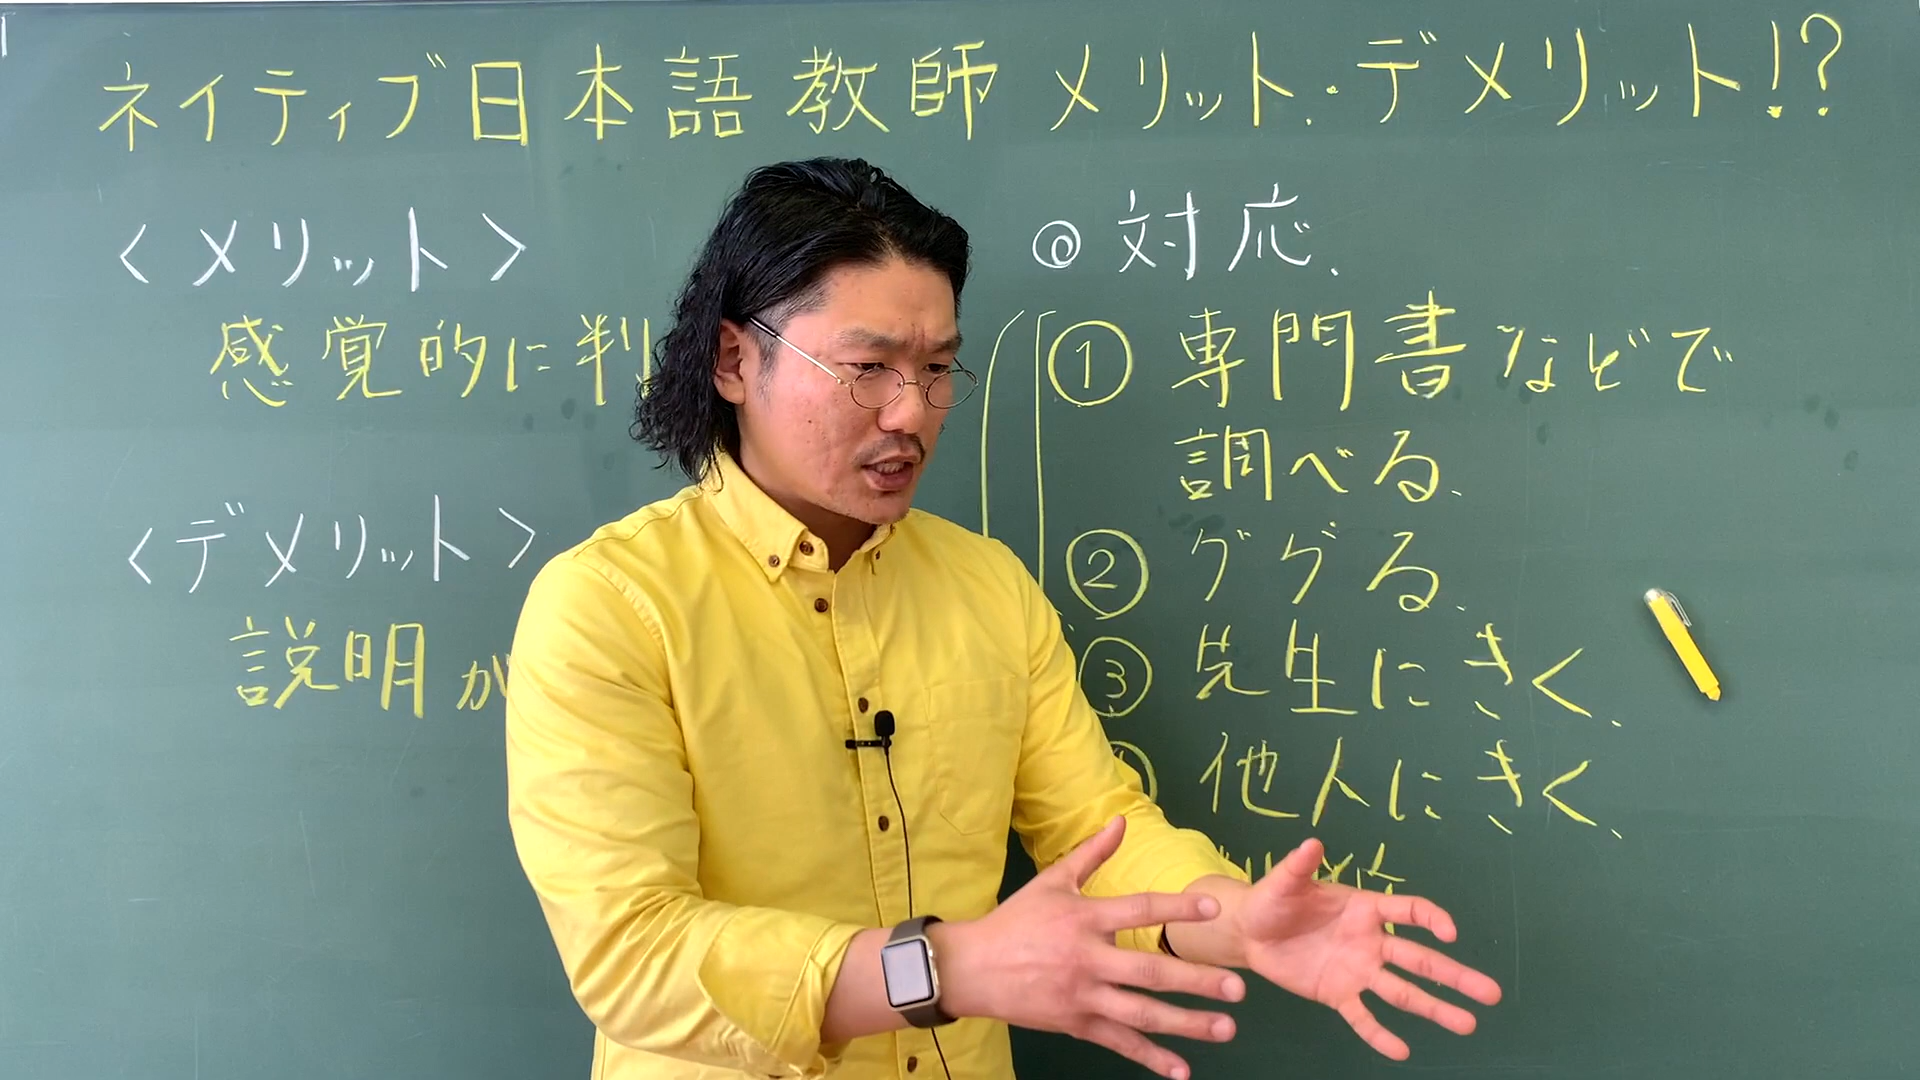 ネイティブ日本語教師 メリット・デメリット!?
<メリット>
感覚的に判
<デメリット>
説明が
◎対応.
① 専門書などで
調べる.
② ググる.
③ 先生にきく.
他人にきく.